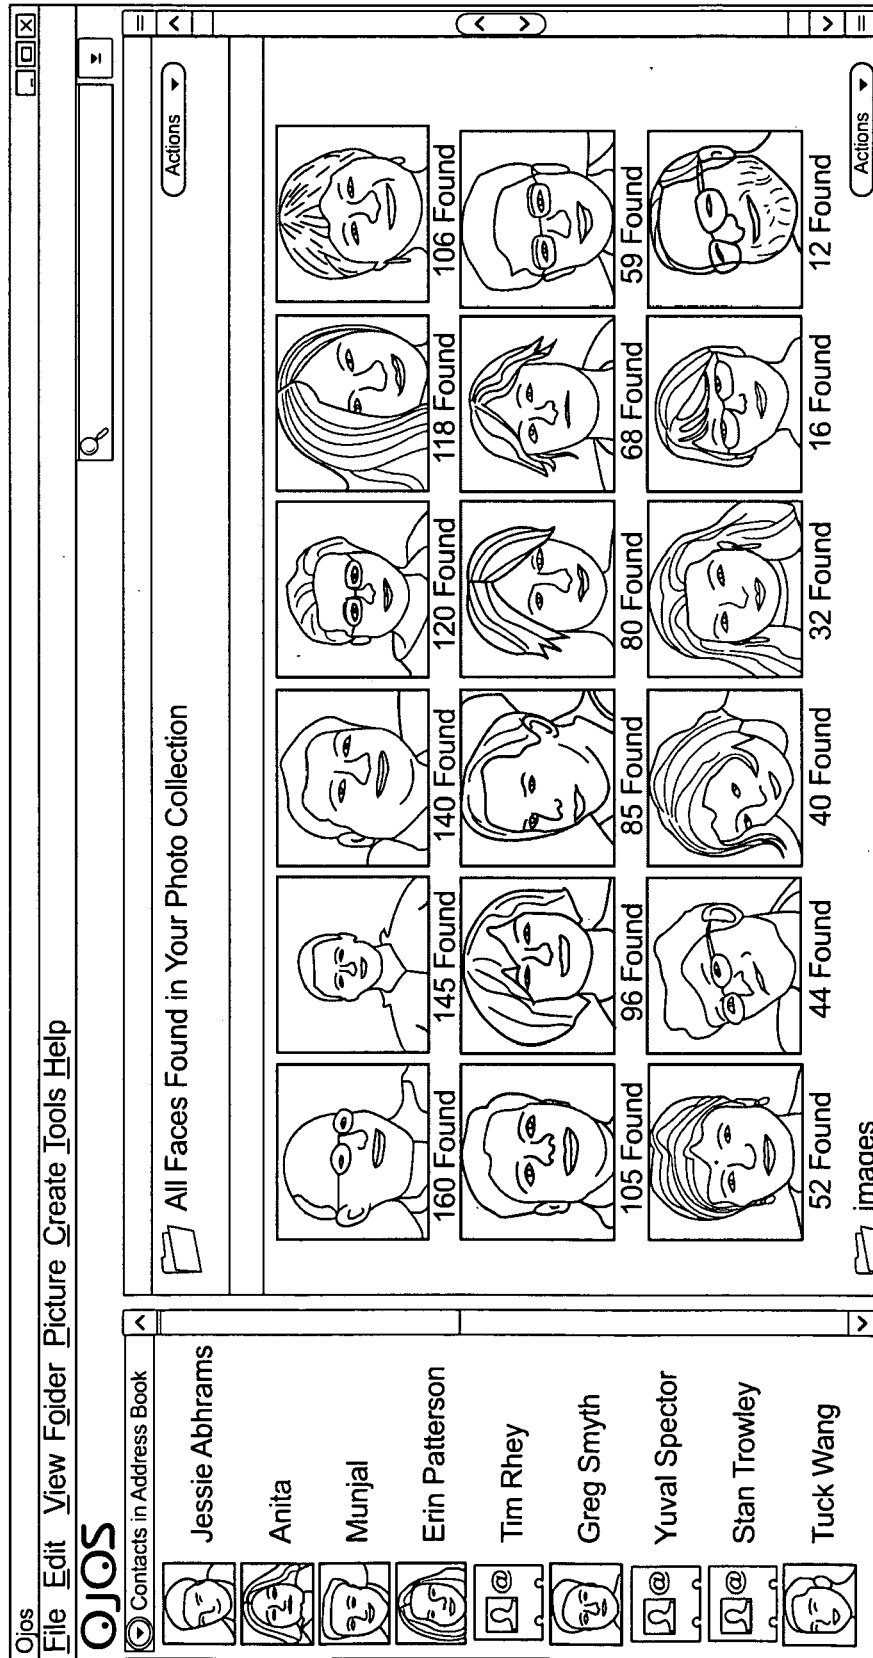 Ojos
File Edit View Folder Picture Create Tools Help
OJOS
Contacts in Address Book
Jessie Abhrams
Anita
Munjal
Erin Patterson
@ Tim Rhey
Greg Smyth
@ Yuval Spector
@ Stan Trowley
Tuck Wang
All Faces Found in Your Photo Collection
Actions
160 Found 145 Found 140 Found 120 Found 118 Found 106 Found
105 Found 96 Found 85 Found 80 Found 68 Found 59 Found
52 Found 44 Found 40 Found 32 Found 16 Found 12 Found
images
Actions